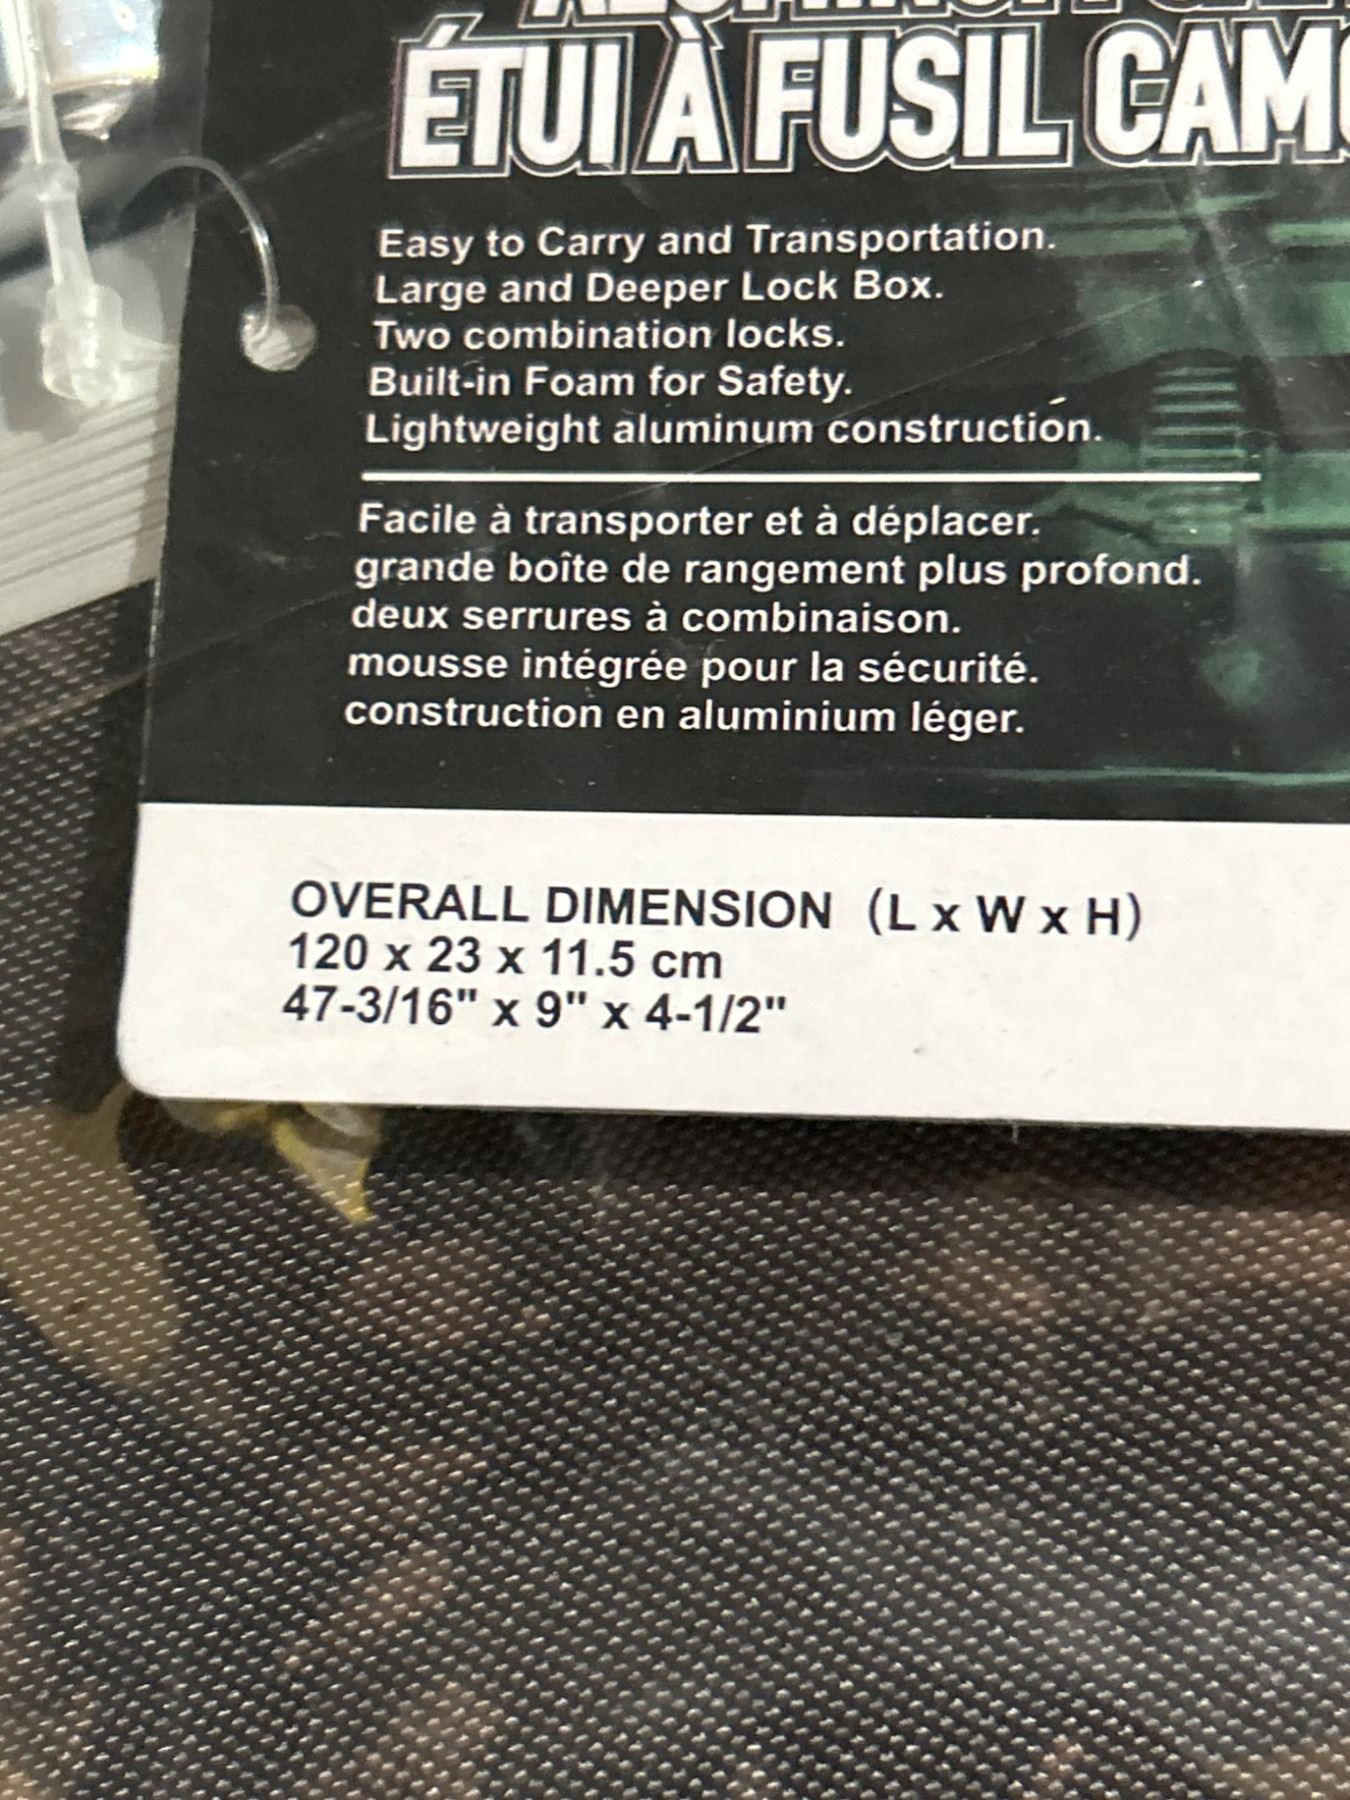 ÉTUI À FUSIL
Easy to Carry and Transportation.
Large and Deeper Lock Box.
Two combination locks.
Built-in Foam for Safety.
Lightweight aluminum construction.
Facile à transporter et à déplacer.
grande boîte de rangement plus profond.
deux serrures à combinaison.
mousse intégrée pour la sécurité.
construction en aluminium léger.
OVERALL DIMENSION (L x W x H)
120 x 23 x 11.5 cm
47-3/16" x 9" x 4-1/2"